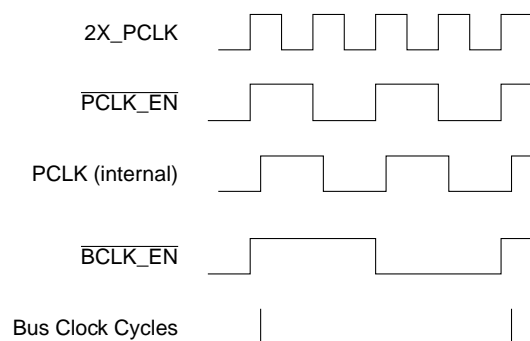 2X_PCLK
PCLK_EN
PCLK (internal)
BCLK_EN
Bus Clock Cycles